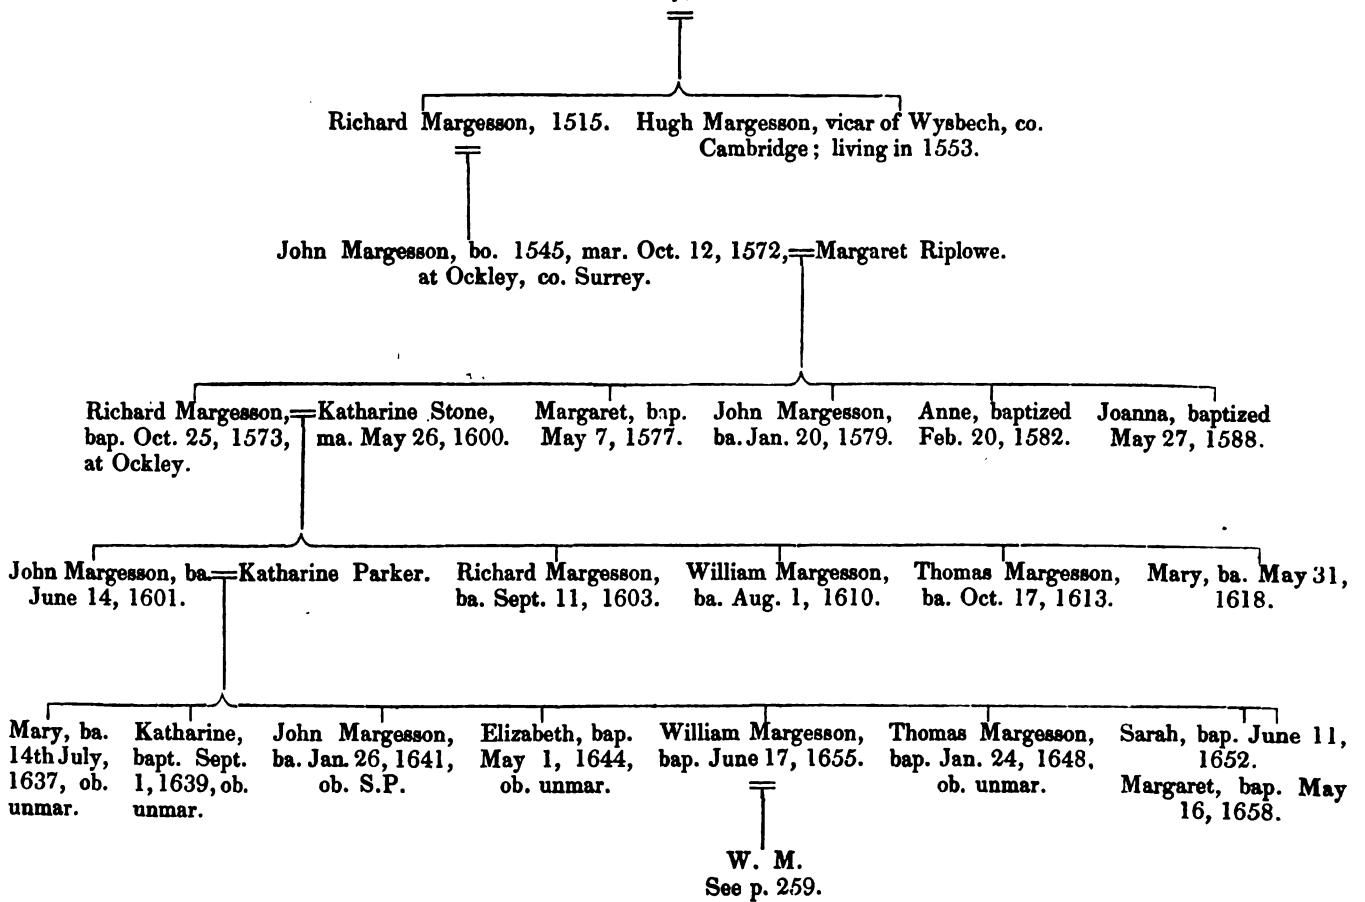 Richard Margesson, 1515.
Hugh Margesson, vicar of Wysbech, co.
Cambridge; living in 1553.
John Margesson, bo. 1545, mar. Oct. 12, 1572,=Margaret Riplowe.
at Ockley, co. Surrey.
Richard Margesson,=Katharine Stone,
bap. Oct. 25, 1573, ma. May 26, 1600.
at Ockley.
Margaret, bap.
May 7, 1577.
John Margesson,
ba. Jan. 20, 1579.
Anne, baptized
Feb. 20, 1582.
Joanna, baptized
May 27, 1588.
John Margesson, ba.=Katharine Parker.
June 14, 1601.
Richard Margesson,
ba. Sept. 11, 1603.
William Margesson,
ba. Aug. 1, 1610.
Thomas Margesson,
ba. Oct. 17, 1613.
Mary, ba. May 31,
1618.
Mary, ba.
14th July,
1637, ob.
unmar.
Katharine,
bapt. Sept.
1, 1639, ob.
unmar.
John Margesson,
ba. Jan. 26, 1641,
ob. S.P.
Elizabeth, bap.
May 1, 1644,
ob. unmar.
William Margesson,
bap. June 17, 1655.
Thomas Margesson,
bap. Jan. 24, 1648,
ob. unmar.
Sarah, bap. June 11,
1652.
Margaret, bap. May
16, 1658.
W. M.
See p. 259.